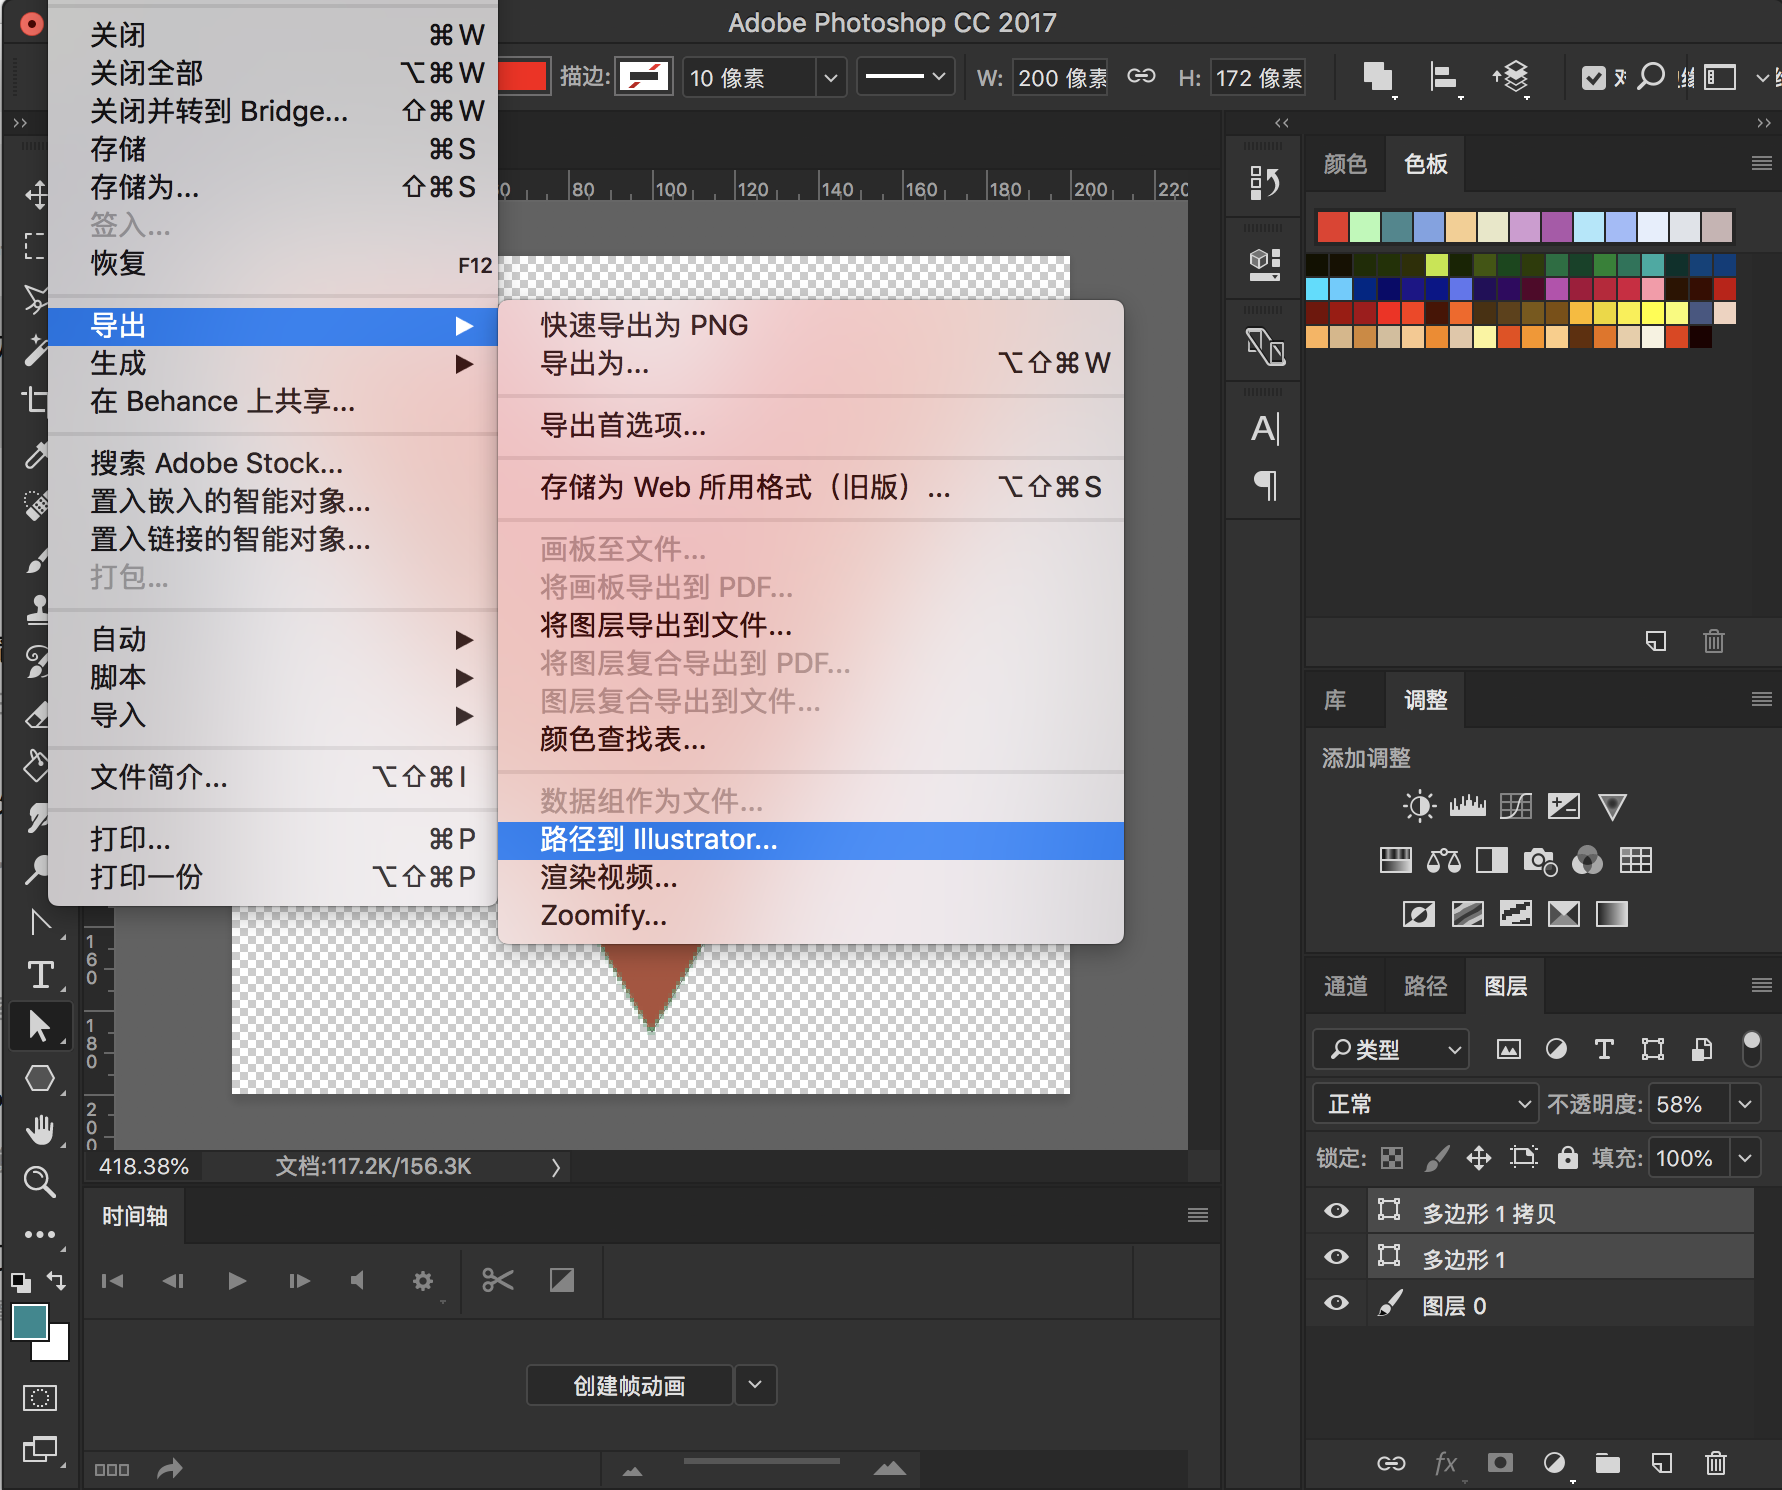 Adobe Photoshop CC 2017
描边:
10 像素
W:
200 像素
H:
172 像素
关闭 ⌘W
关闭全部 ⌥⌘W
关闭并转到 Bridge... ⇧⌘W
存储 ⌘S
存储为... ⇧⌘S
签入...
恢复 F12
导出 ▶
生成 ▶
在 Behance 上共享...
搜索 Adobe Stock...
置入嵌入的智能对象...
置入链接的智能对象...
打包...
自动 ▶
脚本 ▶
导入 ▶
文件简介... ⌥⇧⌘I
打印... ⌘P
打印一份 ⌥⇧⌘P
快速导出为 PNG
导出为... ⌥⇧⌘W
导出首选项...
存储为 Web 所用格式（旧版）... ⌥⇧⌘S
画板至文件...
将画板导出到 PDF...
将图层导出到文件...
将图层复合导出到 PDF...
图层复合导出到文件...
颜色查找表...
数据组作为文件...
路径到 Illustrator...
渲染视频...
Zoomify...
80 100 120 140 160 180 200 220
160
180
200
418.38%
文档:117.2K/156.3K
时间轴
创建帧动画
颜色 色板
库 调整
添加调整
通道 路径 图层
类型
正常
不透明度: 58%
锁定:
填充: 100%
多边形 1 拷贝
多边形 1
图层 0
fx